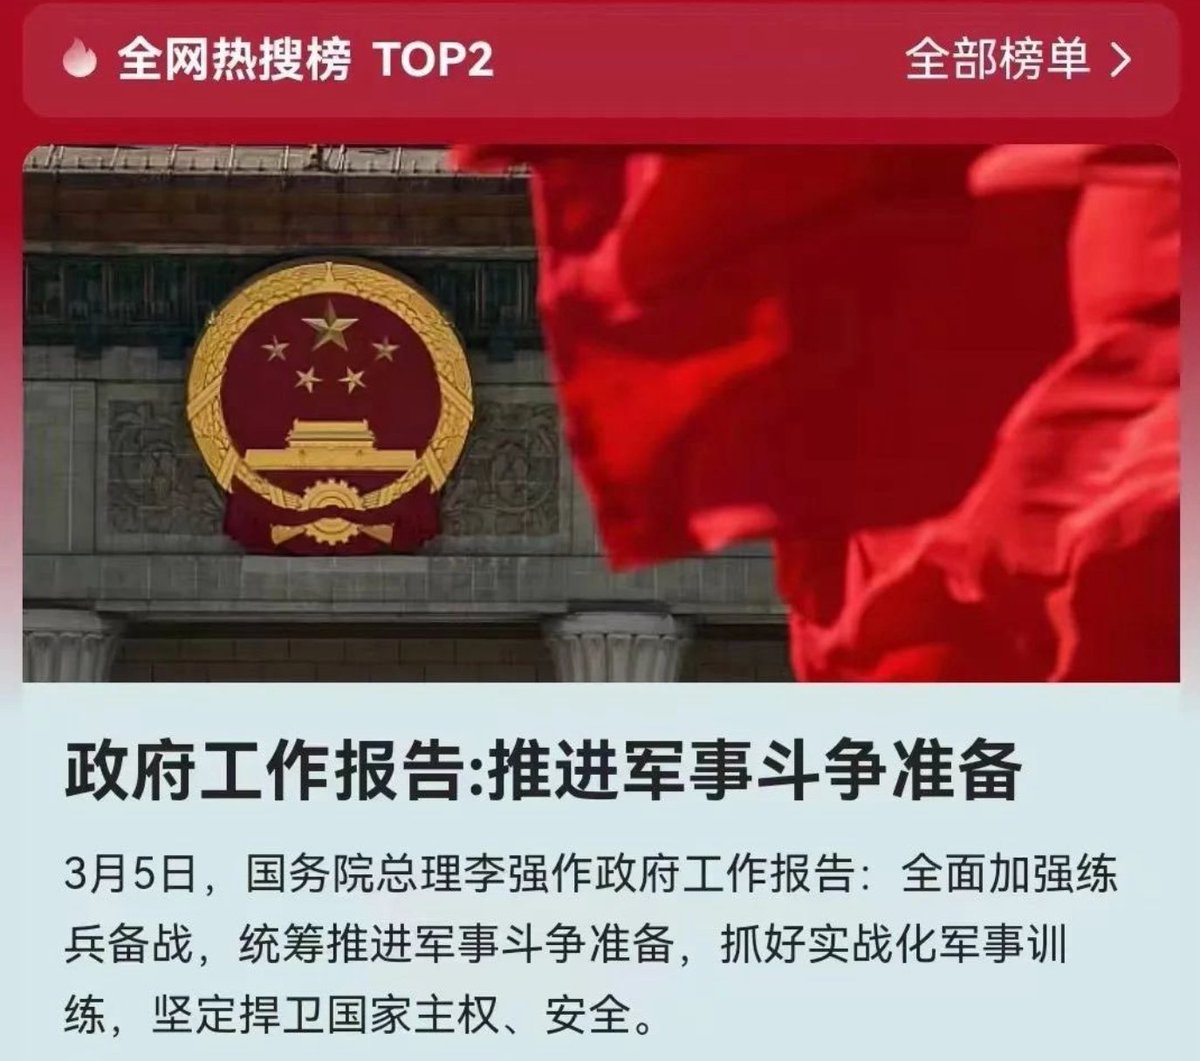 全网热搜榜 TOP2
全部榜单
政府工作报告:推进军事斗争准备
3月5日，国务院总理李强作政府工作报告：全面加强练
兵备战，统筹推进军事斗争准备，抓好实战化军事训
练，坚定捍卫国家主权、安全。